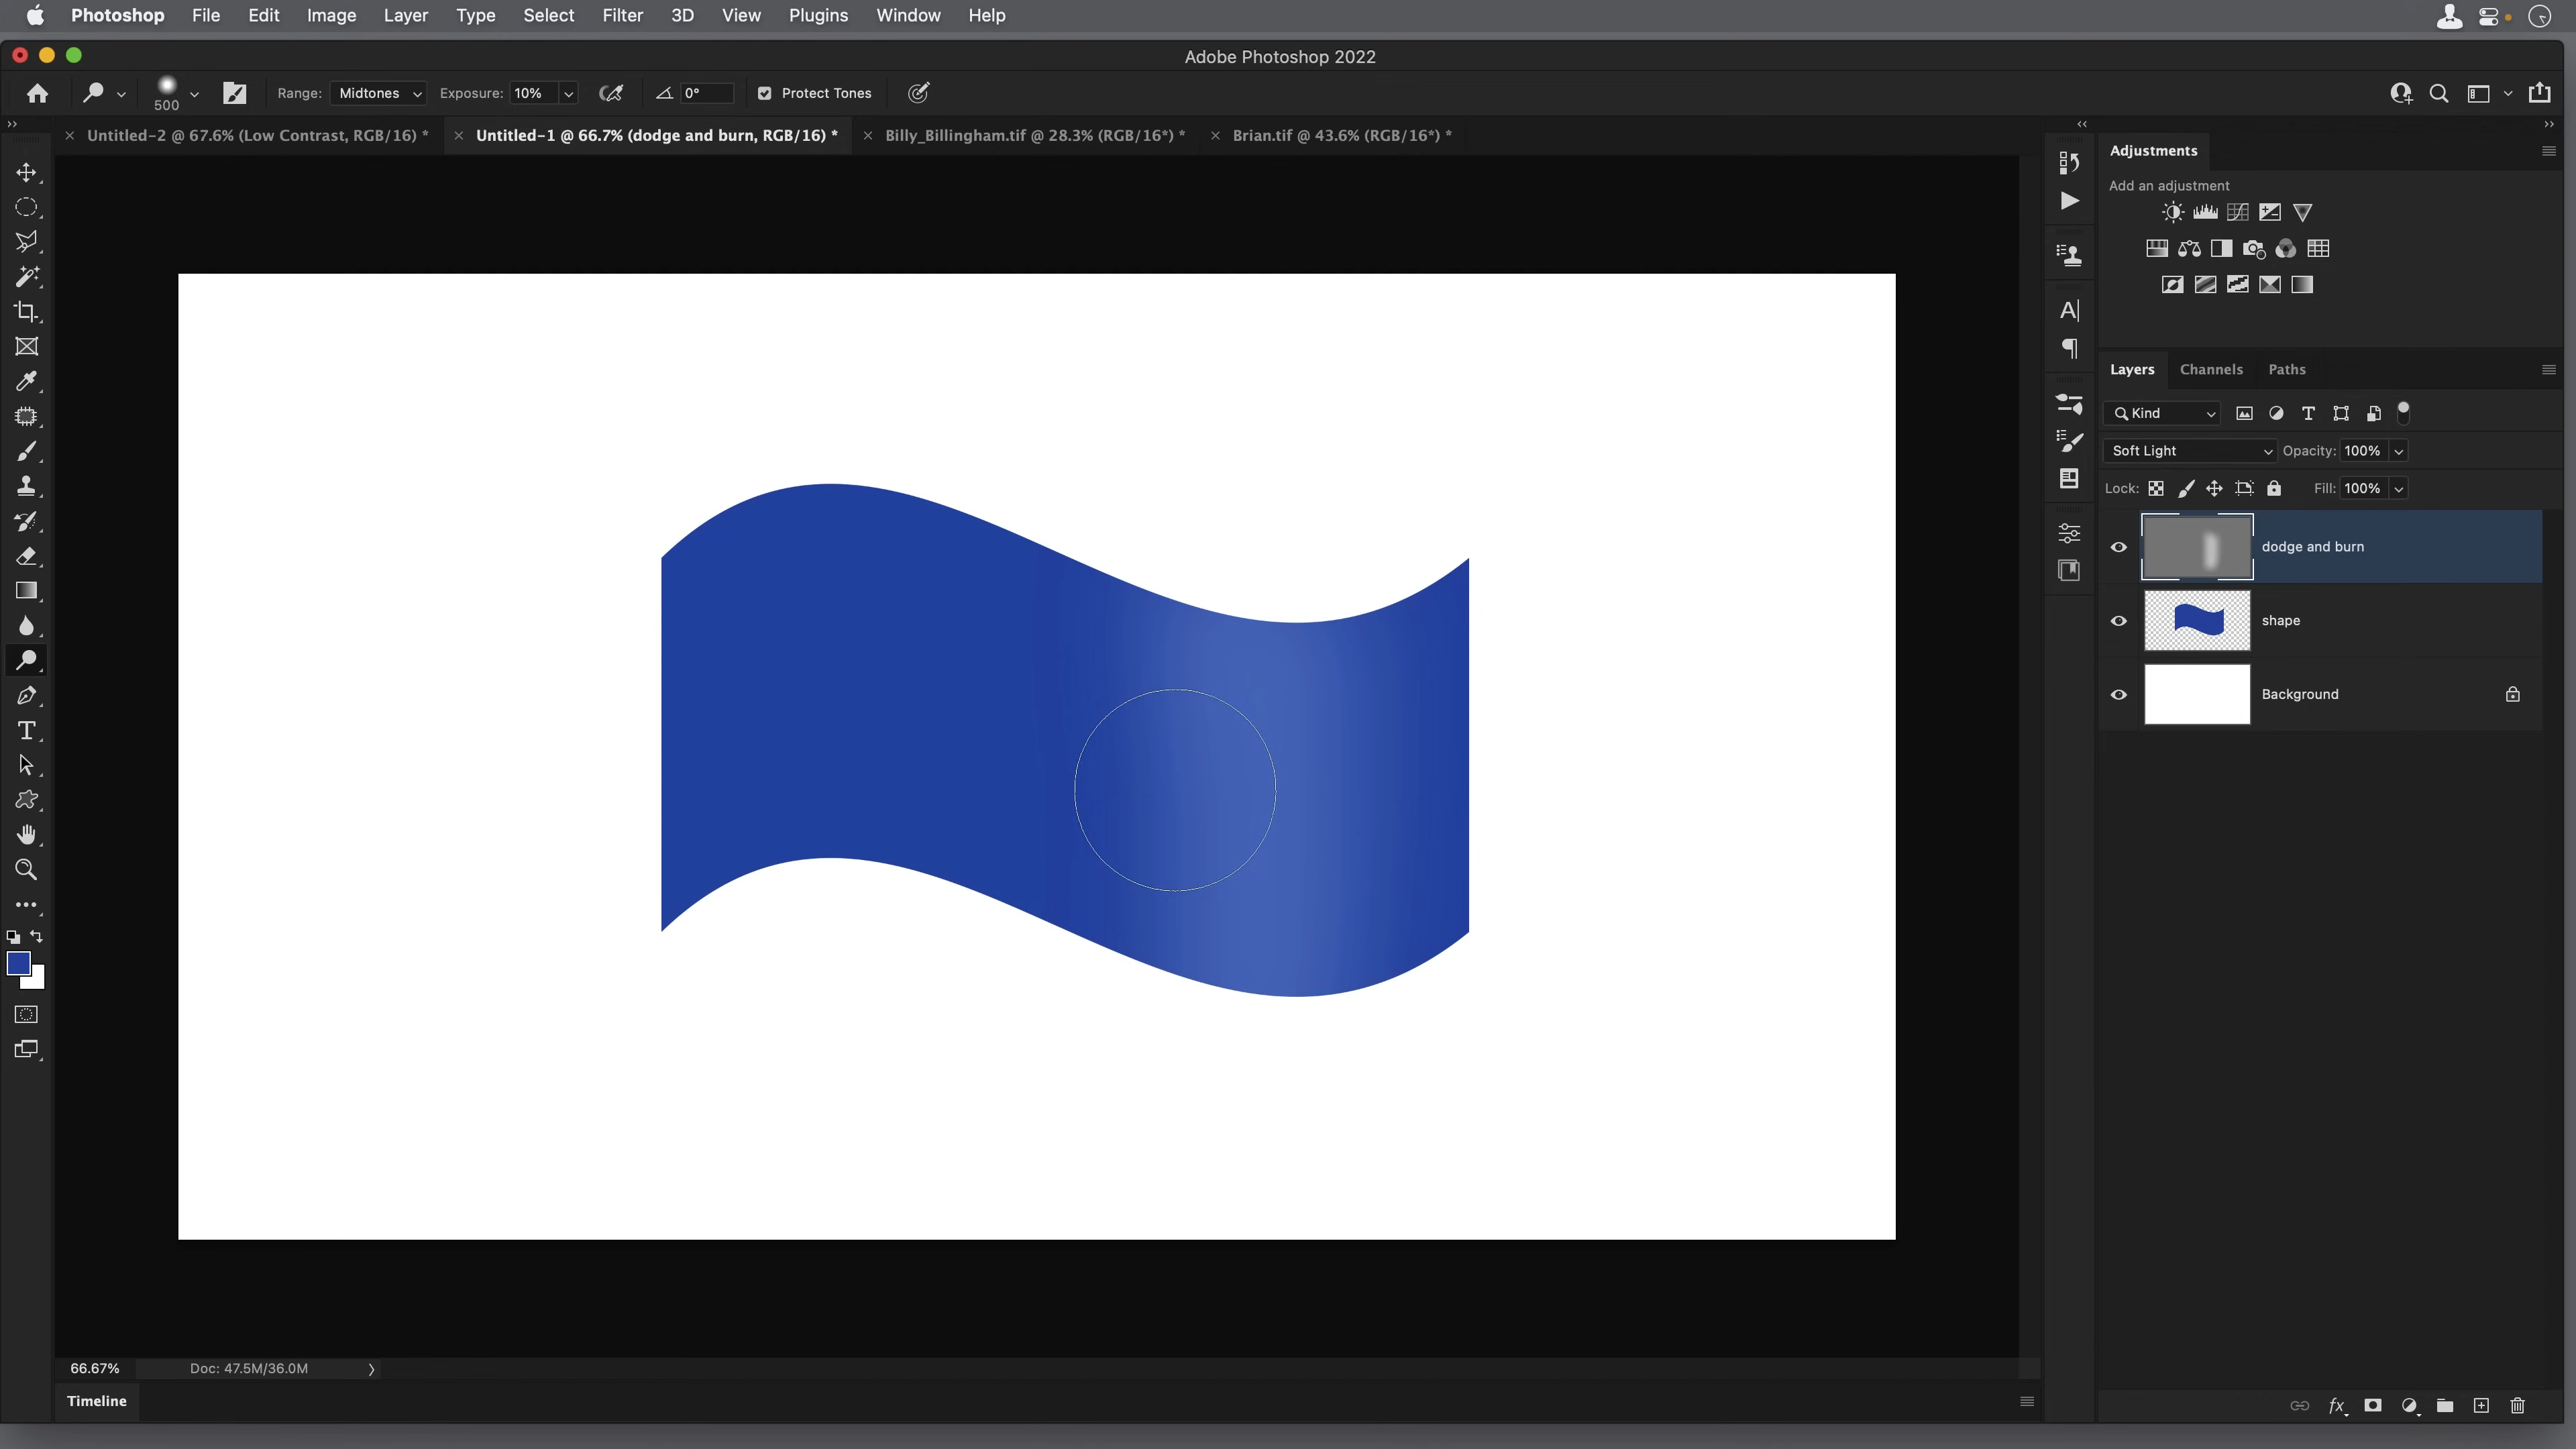 Photoshop File Edit Image Layer Type Select Filter 3D View Plugins Window Help
Adobe Photoshop 2022
500 Range: Midtones Exposure: 10% 0° Protect Tones
Untitled-2 @ 67.6% (Low Contrast, RGB/16) * Untitled-1 @ 66.7% (dodge and burn, RGB/16) * Billy_Billingham.tif @ 28.3% (RGB/16*) * Brian.tif @ 43.6% (RGB/16*) *
Adjustments
Add an adjustment
Layers Channels Paths
Kind
Soft Light Opacity: 100%
Lock: Fill: 100%
dodge and burn
shape
Background
66.67% Doc: 47.5M/36.0M
Timeline
fx